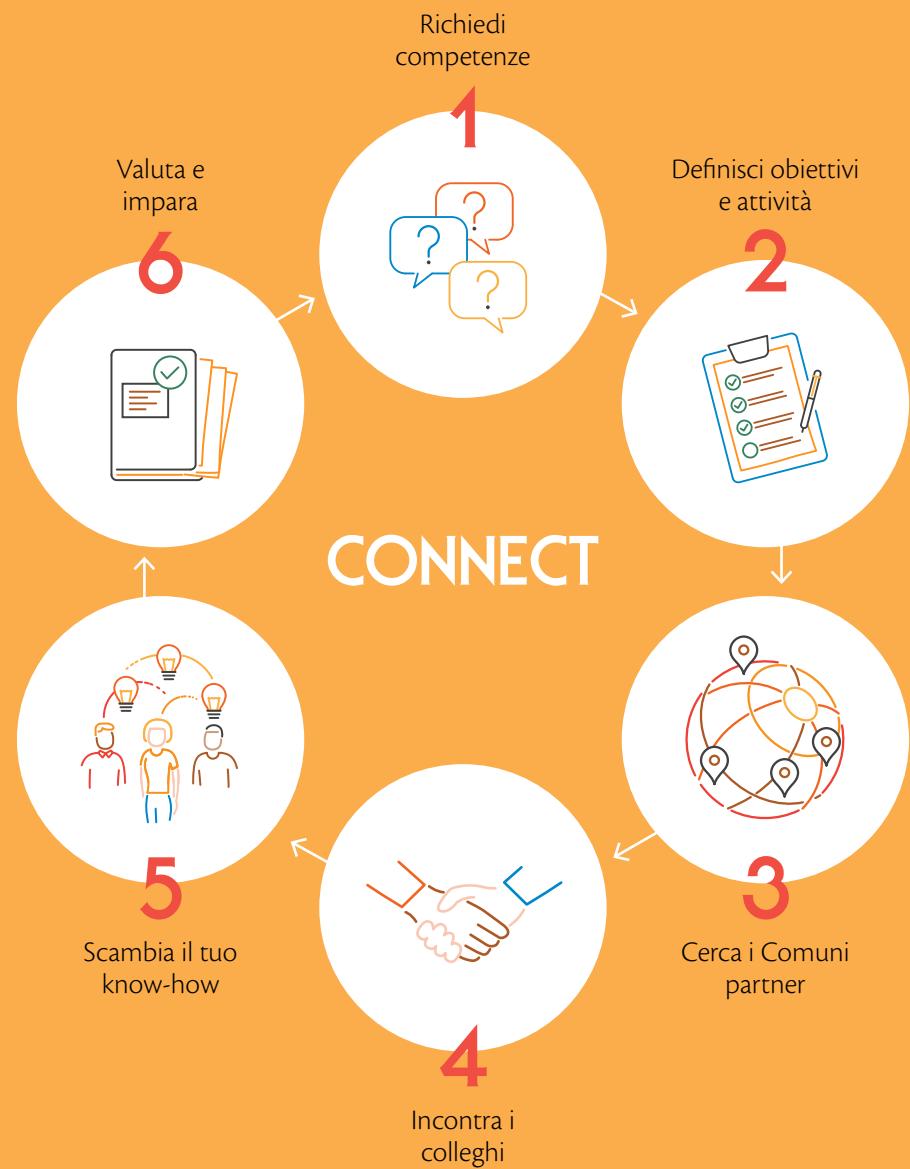 Richiedi
competenze
1
Definisci obiettivi
e attività
2
Cerca i Comuni
partner
3
Incontra i
colleghi
4
Scambia il tuo
know-how
5
Valuta e
impara
6
CONNECT
?
?
?